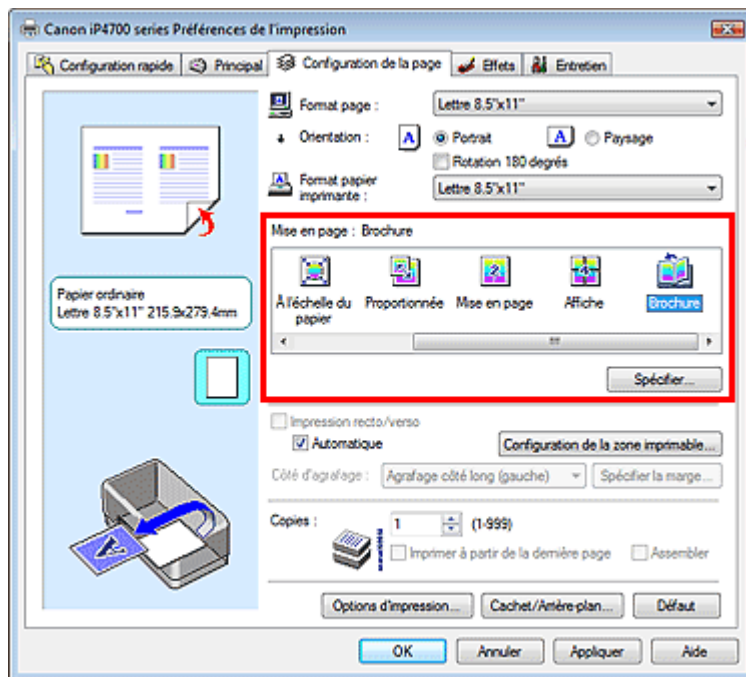 Canon iP4700 series Préférences de l'impression
Configuration rapide Principal Configuration de la page Effets Entretien
Format page : Lettre 8.5"x11"
Orientation : A Portrait A Paysage
Rotation 180 degrés
Format papier imprimante : Lettre 8.5"x11"
Mise en page : Brochure
À l'échelle du papier Proportionnée Mise en page Affiche Brochure
Spécifier...
Papier ordinaire
Lettre 8.5"x11" 215.9x279.4mm
Impression recto/verso
Automatique Configuration de la zone imprimable...
Côté d'agrafage : Agrafage côté long (gauche) Spécifier la marge...
Copies : 1 (1-999)
Imprimer à partir de la dernière page Assembler
Options d'impression... Cachet/Arrière-plan... Défaut
OK Annuler Appliquer Aide